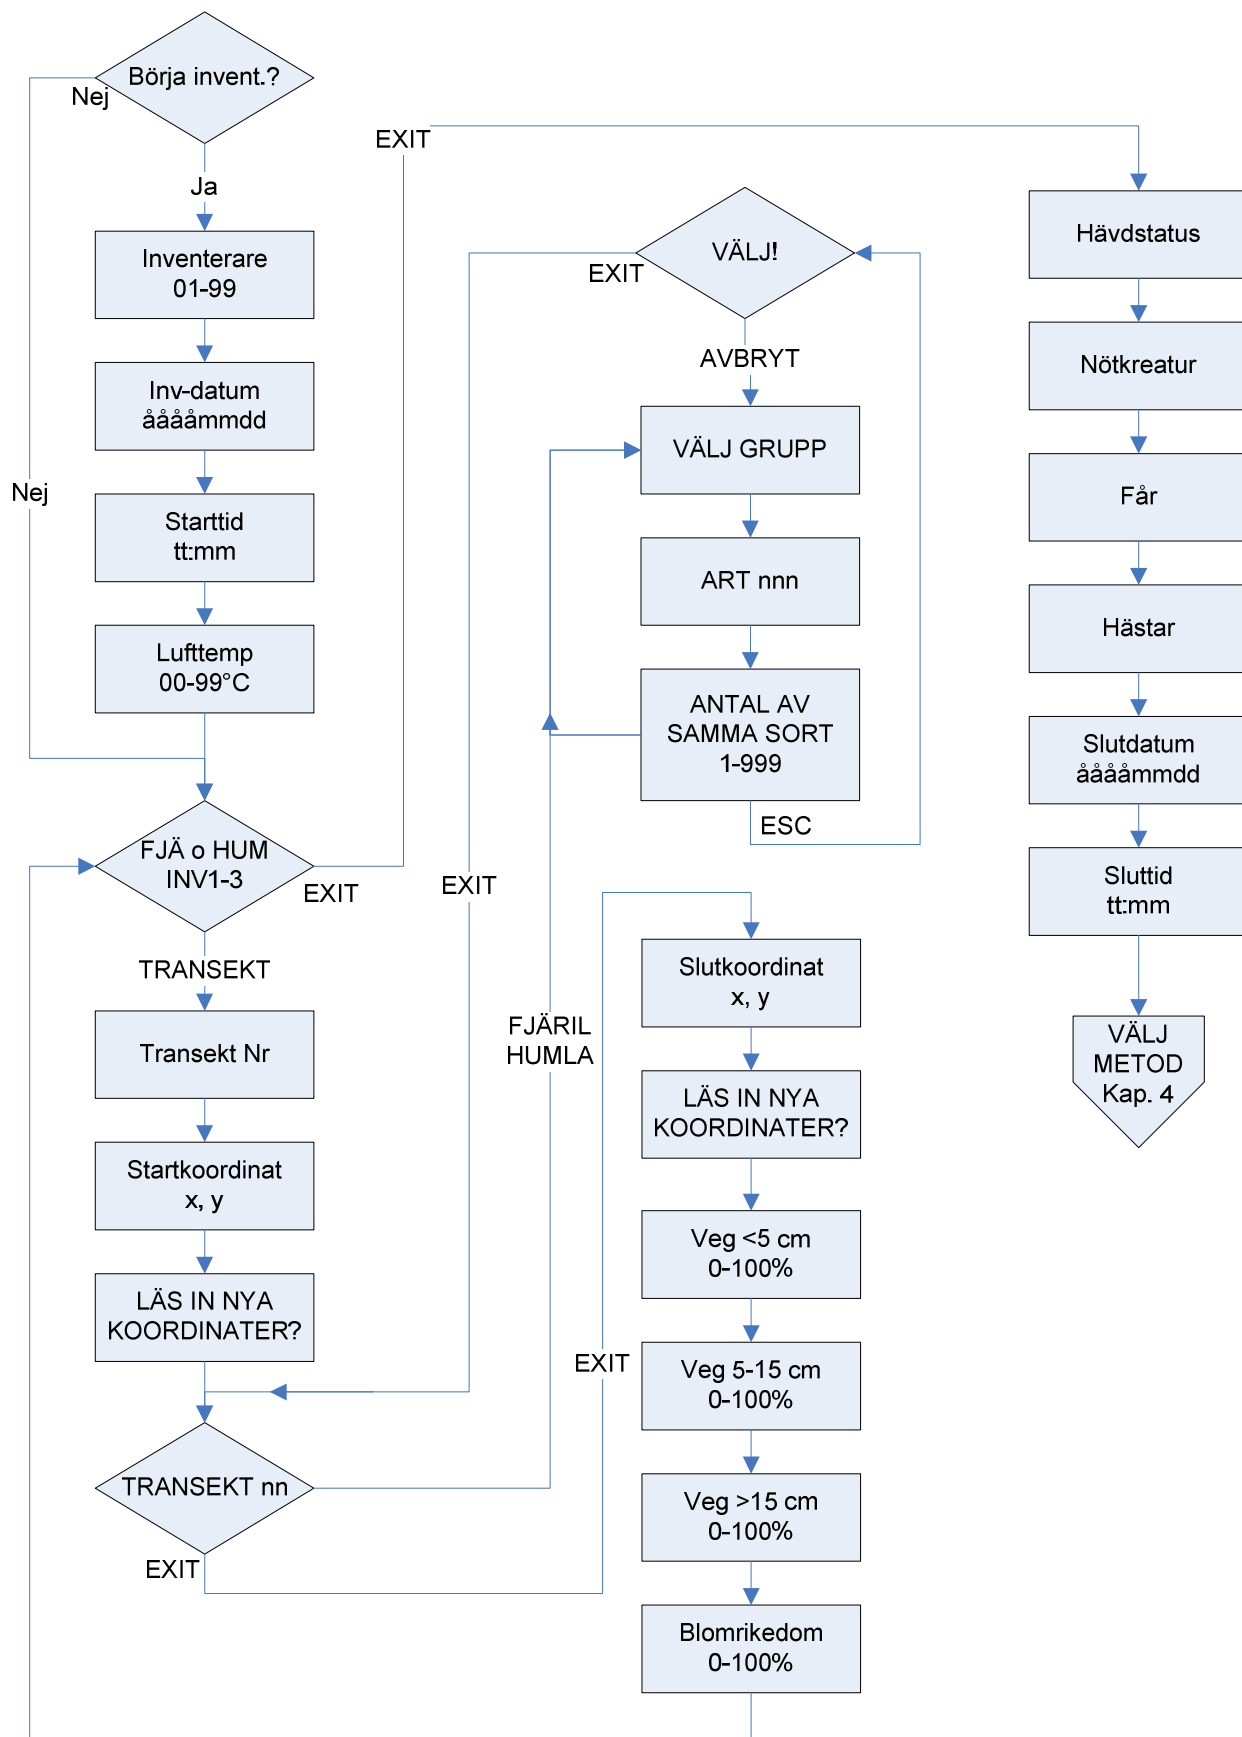 Börja invent.?
Nej
Ja
Inventerare
01-99
Inv-datum
ååååmmdd
Nej
Starttid
tt:mm
Lufttemp
00-99°C
FJÄ o HUM
INV1-3
EXIT
TRANSEKT
Transekt Nr
Startkoordinat
x, y
LÄS IN NYA
KOORDINATER?
TRANSEKT nn
EXIT
EXIT
VÄLJ!
EXIT
AVBRYT
VÄLJ GRUPP
ART nnn
ANTAL AV
SAMMA SORT
1-999
ESC
EXIT
FJÄRIL
HUMLA
EXIT
Slutkoordinat
x, y
LÄS IN NYA
KOORDINATER?
Veg <5 cm
0-100%
Veg 5-15 cm
0-100%
Veg >15 cm
0-100%
Blomrikedom
0-100%
Hävdstatus
Nötkreatur
Får
Hästar
Slutdatum
ååååmmdd
Sluttid
tt:mm
VÄLJ
METOD
Kap. 4